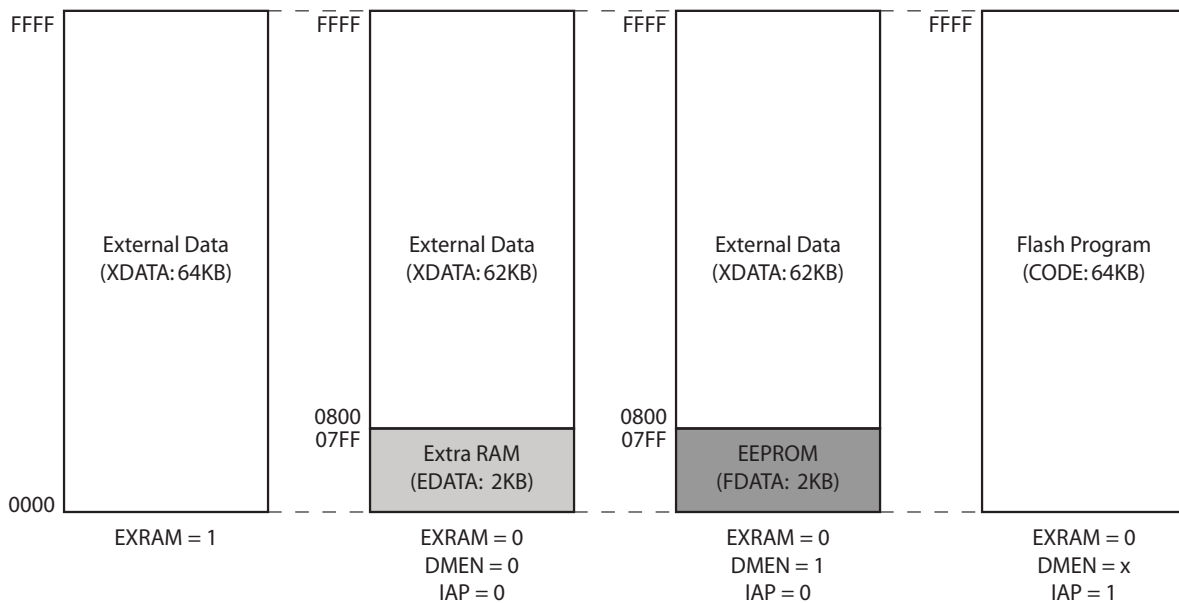 FFFF
External Data
(XDATA: 64KB)
0000
EXRAM = 1
FFFF
External Data
(XDATA: 62KB)
0800
07FF
Extra RAM
(EDATA: 2KB)
EXRAM = 0
DMEN = 0
IAP = 0
FFFF
External Data
(XDATA: 62KB)
0800
07FF
EEPROM
(FDATA: 2KB)
EXRAM = 0
DMEN = 1
IAP = 0
FFFF
Flash Program
(CODE: 64KB)
EXRAM = 0
DMEN = x
IAP = 1